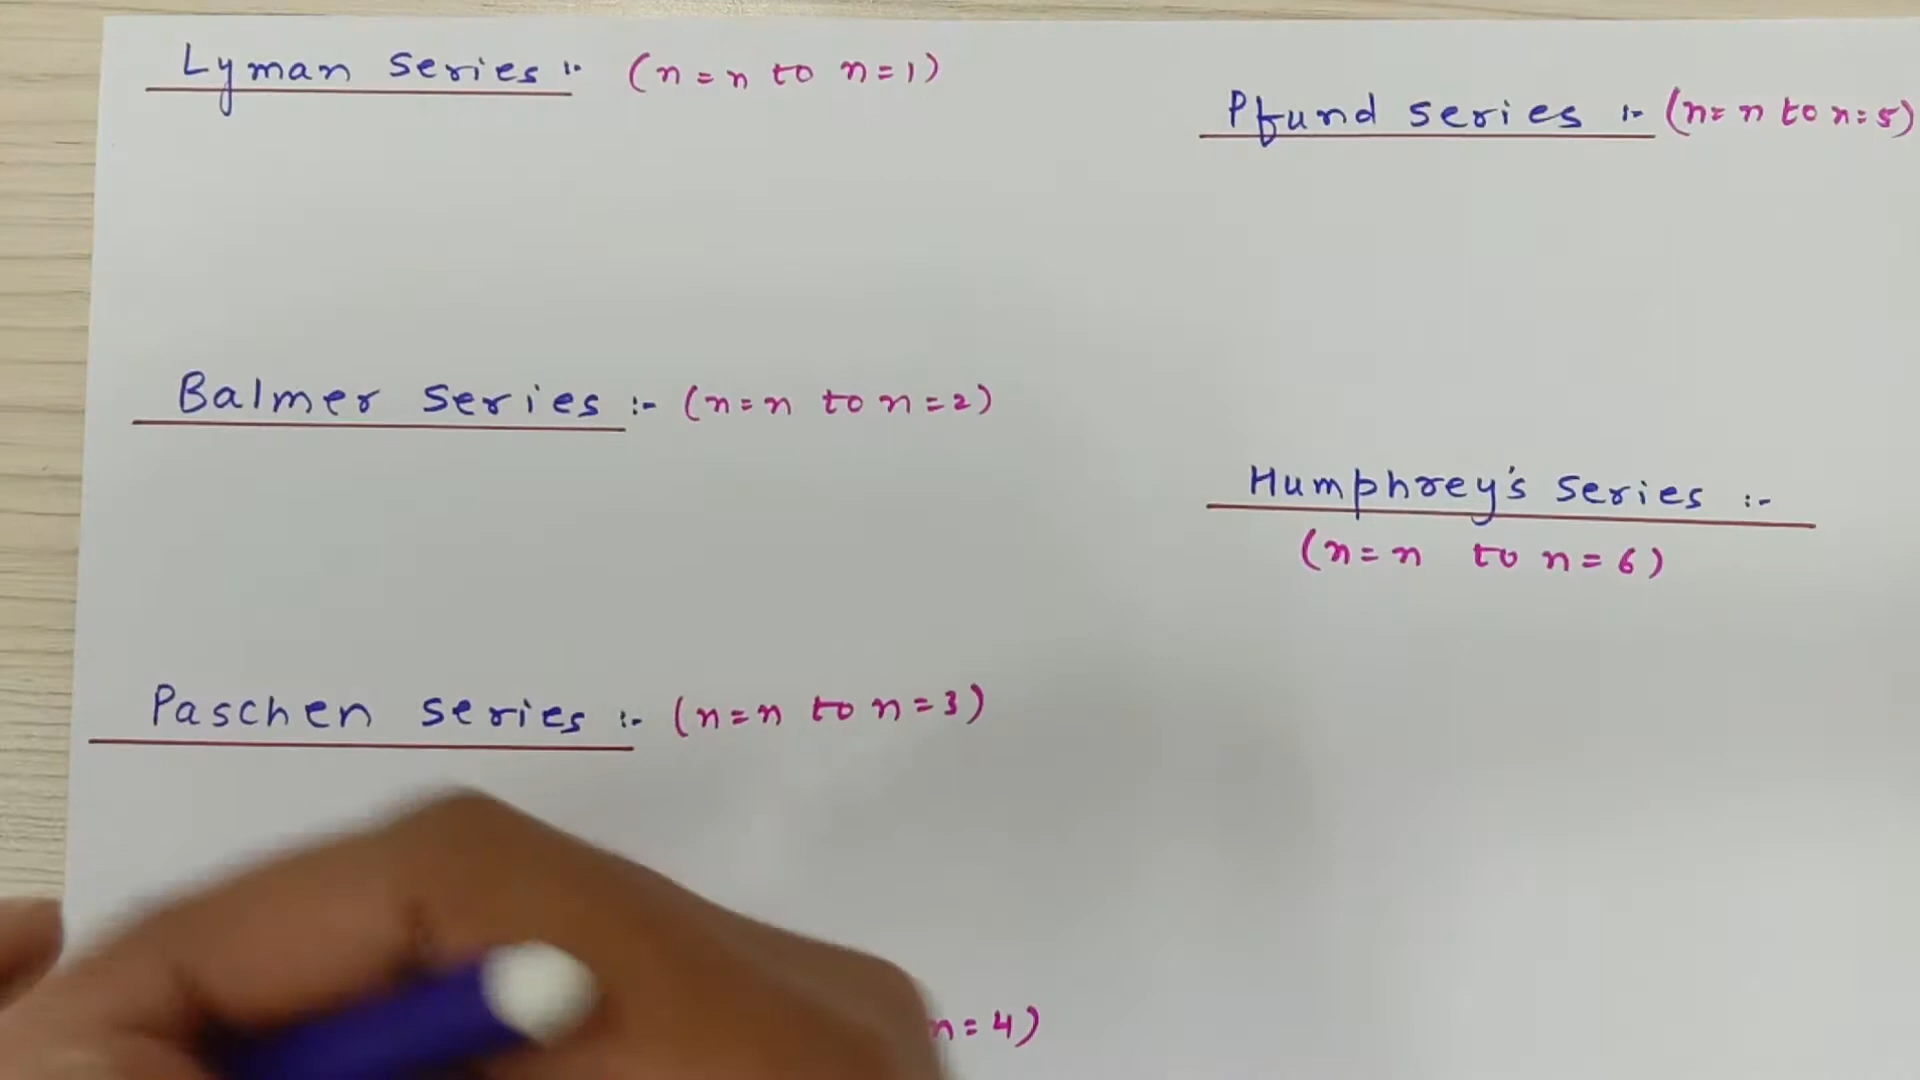 Lyman series :- (n=n to n=1)
Balmer series :- (n=n to n=2)
Paschen series :- (n=n to n=3)
n=4)
Pfund series :- (n=n to n=5)
Humphrey's series :-
(n=n to n=6)